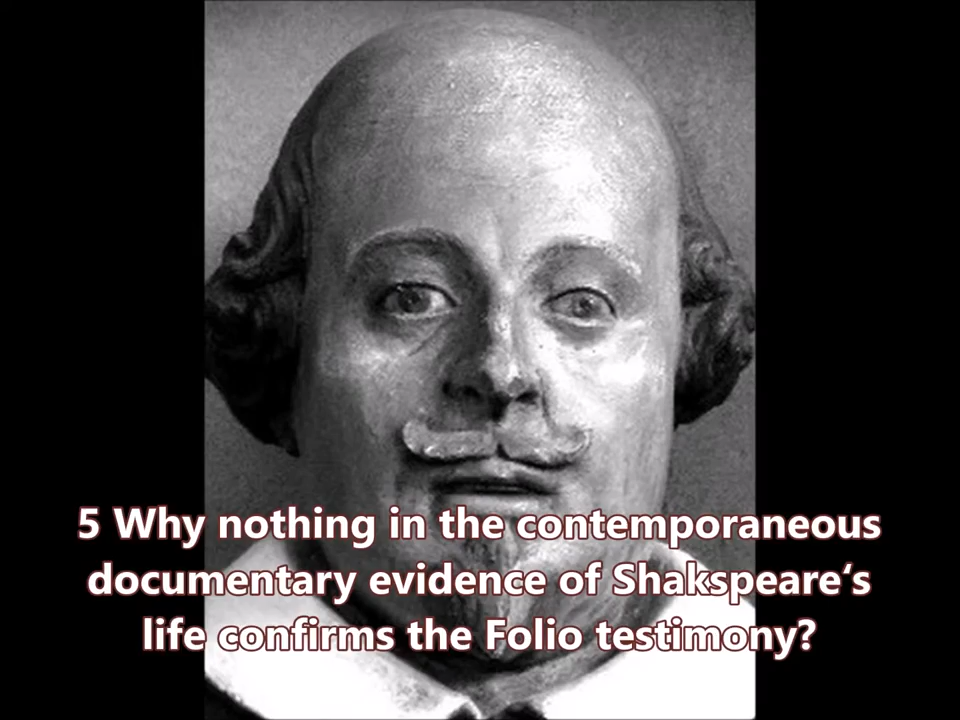 5 Why nothing in the contemporaneous
documentary evidence of Shakspeare‘s
life confirms the Folio testimony?